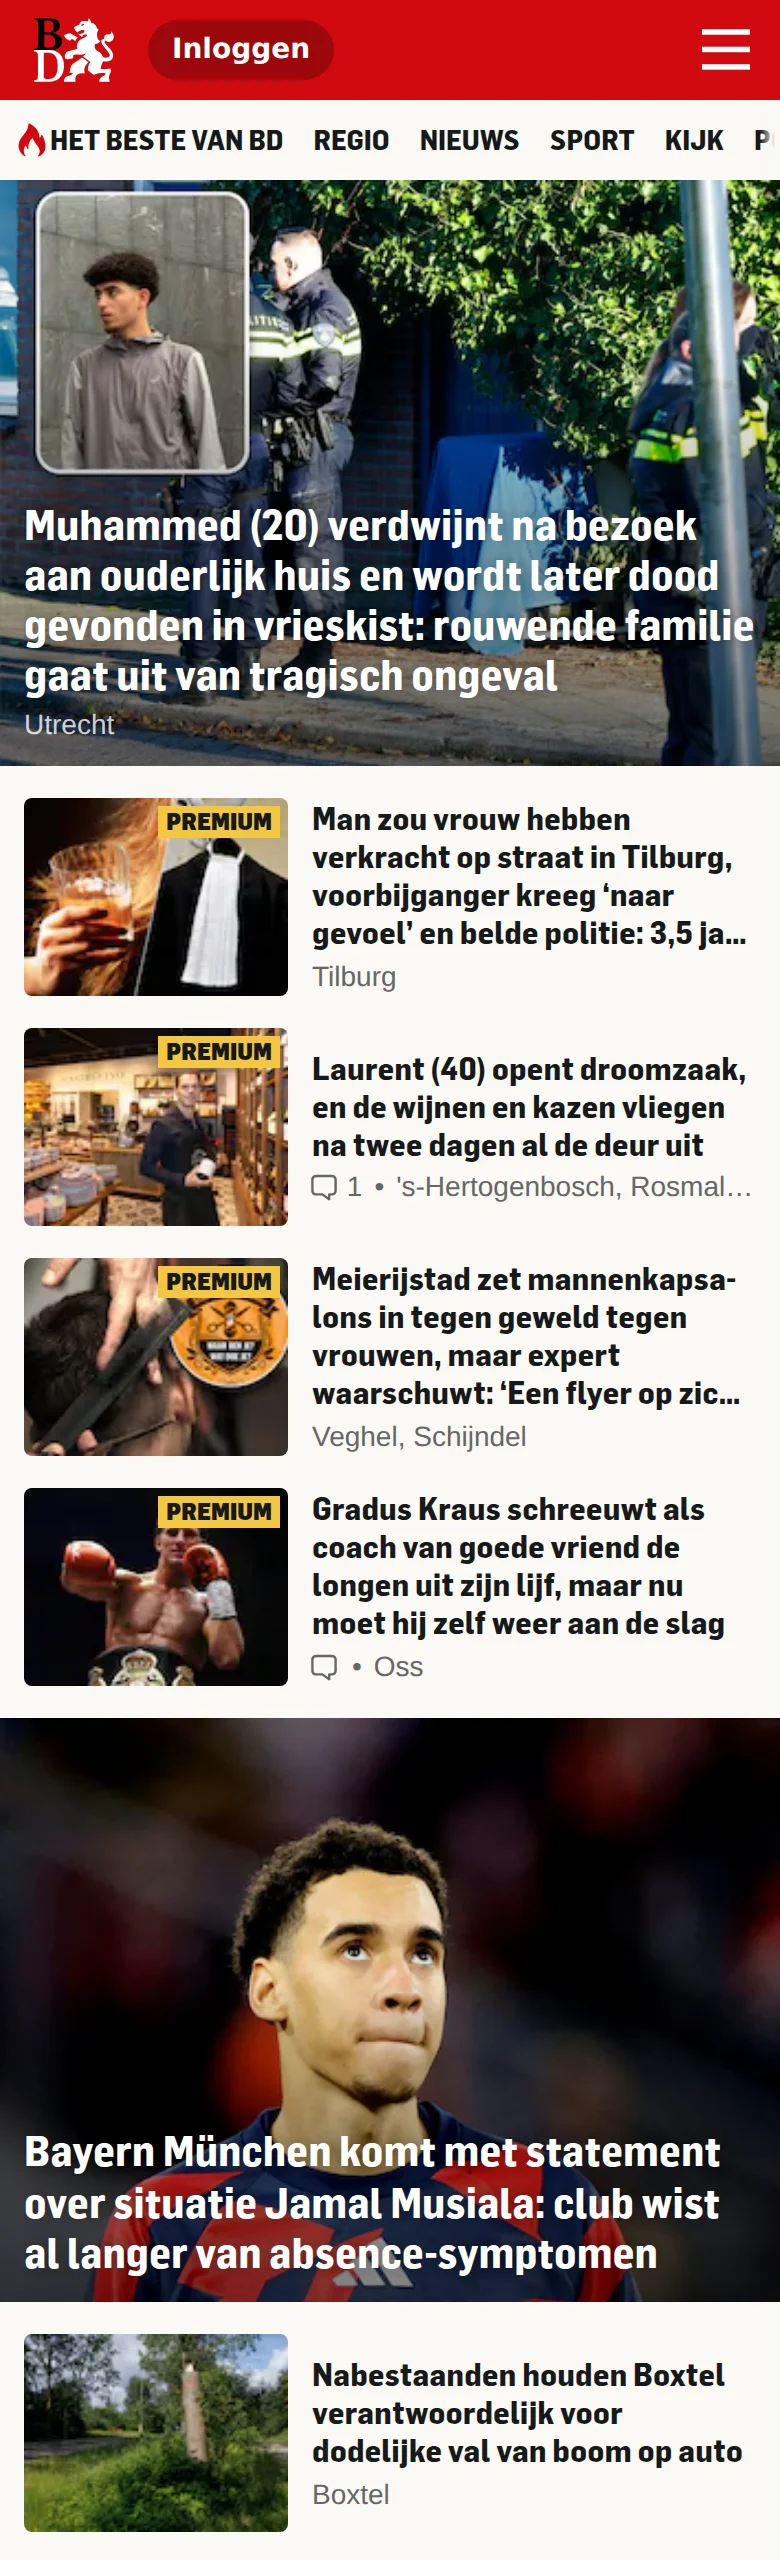 B
D
Inloggen
HET BESTE VAN BD REGIO NIEUWS SPORT KIJK
Muhammed (20) verdwijnt na bezoek
aan ouderlijk huis en wordt later dood
gevonden in vrieskist: rouwende familie
gaat uit van tragisch ongeval
Utrecht
PREMIUM
Man zou vrouw hebben
verkracht op straat in Tilburg,
voorbijganger kreeg ‘naar
gevoel’ en belde politie: 3,5 ja...
Tilburg
PREMIUM
Laurent (40) opent droomzaak,
en de wijnen en kazen vliegen
na twee dagen al de deur uit
1 • 's-Hertogenbosch, Rosmal...
PREMIUM
Meierijstad zet mannenkapsa-
lons in tegen geweld tegen
vrouwen, maar expert
waarschuwt: ‘Een flyer op zic...
Veghel, Schijndel
PREMIUM
Gradus Kraus schreeuwt als
coach van goede vriend de
longen uit zijn lijf, maar nu
moet hij zelf weer aan de slag
• Oss
Bayern München komt met statement
over situatie Jamal Musiala: club wist
al langer van absence-symptomen
Nabestaanden houden Boxtel
verantwoordelijk voor
dodelijke val van boom op auto
Boxtel